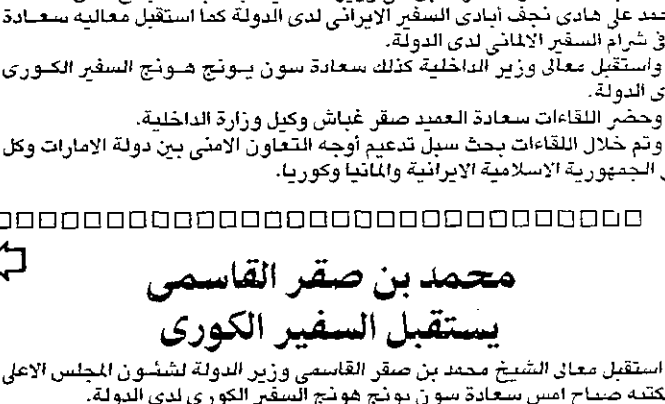 حمد على هادى نجف أبادى السفير الايرانى لدى الدولة كما استقبل معاليه سعادة
شرام السفير الالمانى لدى الدولة.
واستقبل معالى وزير الداخلية كذلك سعادة سون يونج هونج السفير الكورى
الدولة.
وحضر اللقاءات سعادة العميد صقر غباش وكيل وزارة الداخلية.
وتم خلال اللقاءات بحث سبل تدعيم أوجه التعاون الامنى بين دولة الامارات وكل
الجمهورية الاسلامية الايرانية والمانيا وكوريا.
محمد بن صقر القاسمى
يستقبل السفير الكورى
استقبل معالى الشيخ محمد بن صقر القاسمى وزير الدولة لشئون المجلس الاعلى
كتبه صباح امس سعادة سون يونج هونج السفير الكورى لدى الدولة.